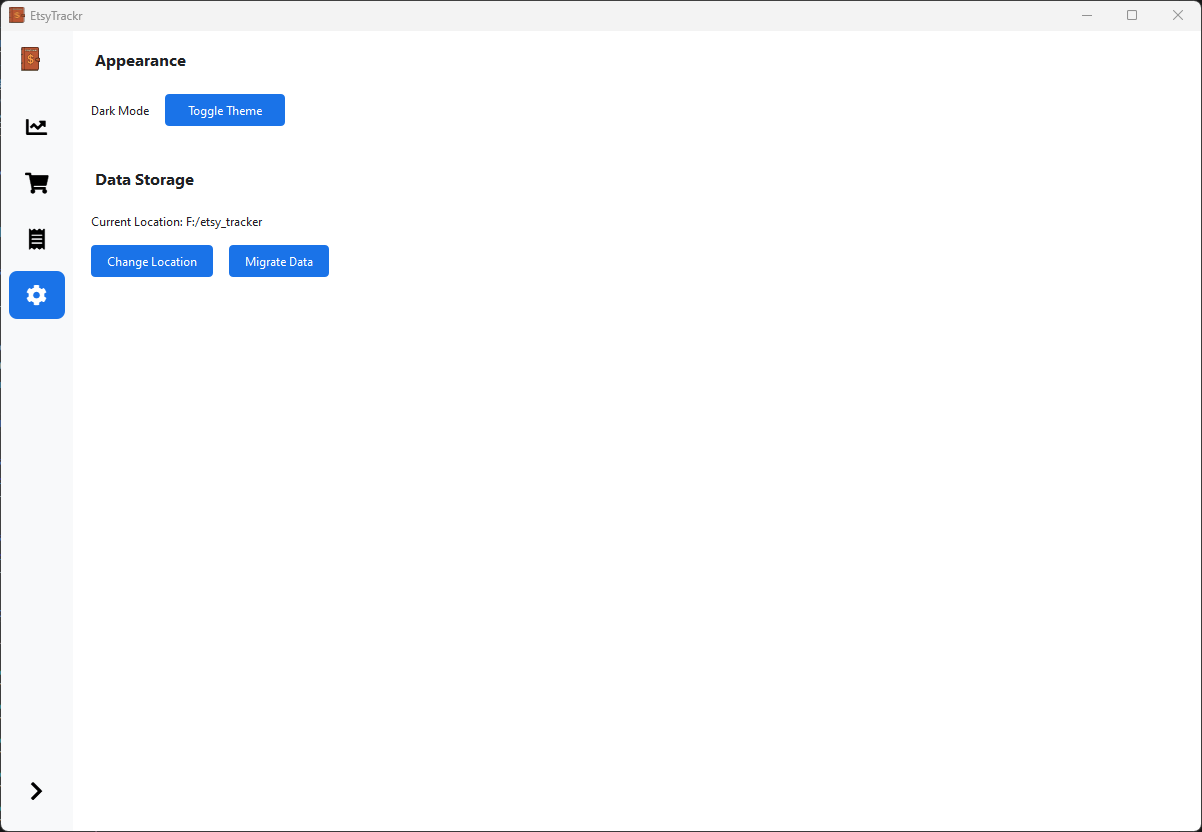 EtsyTrackr
Appearance
Dark Mode
Toggle Theme
Data Storage
Current Location: F:/etsy_tracker
Change Location
Migrate Data